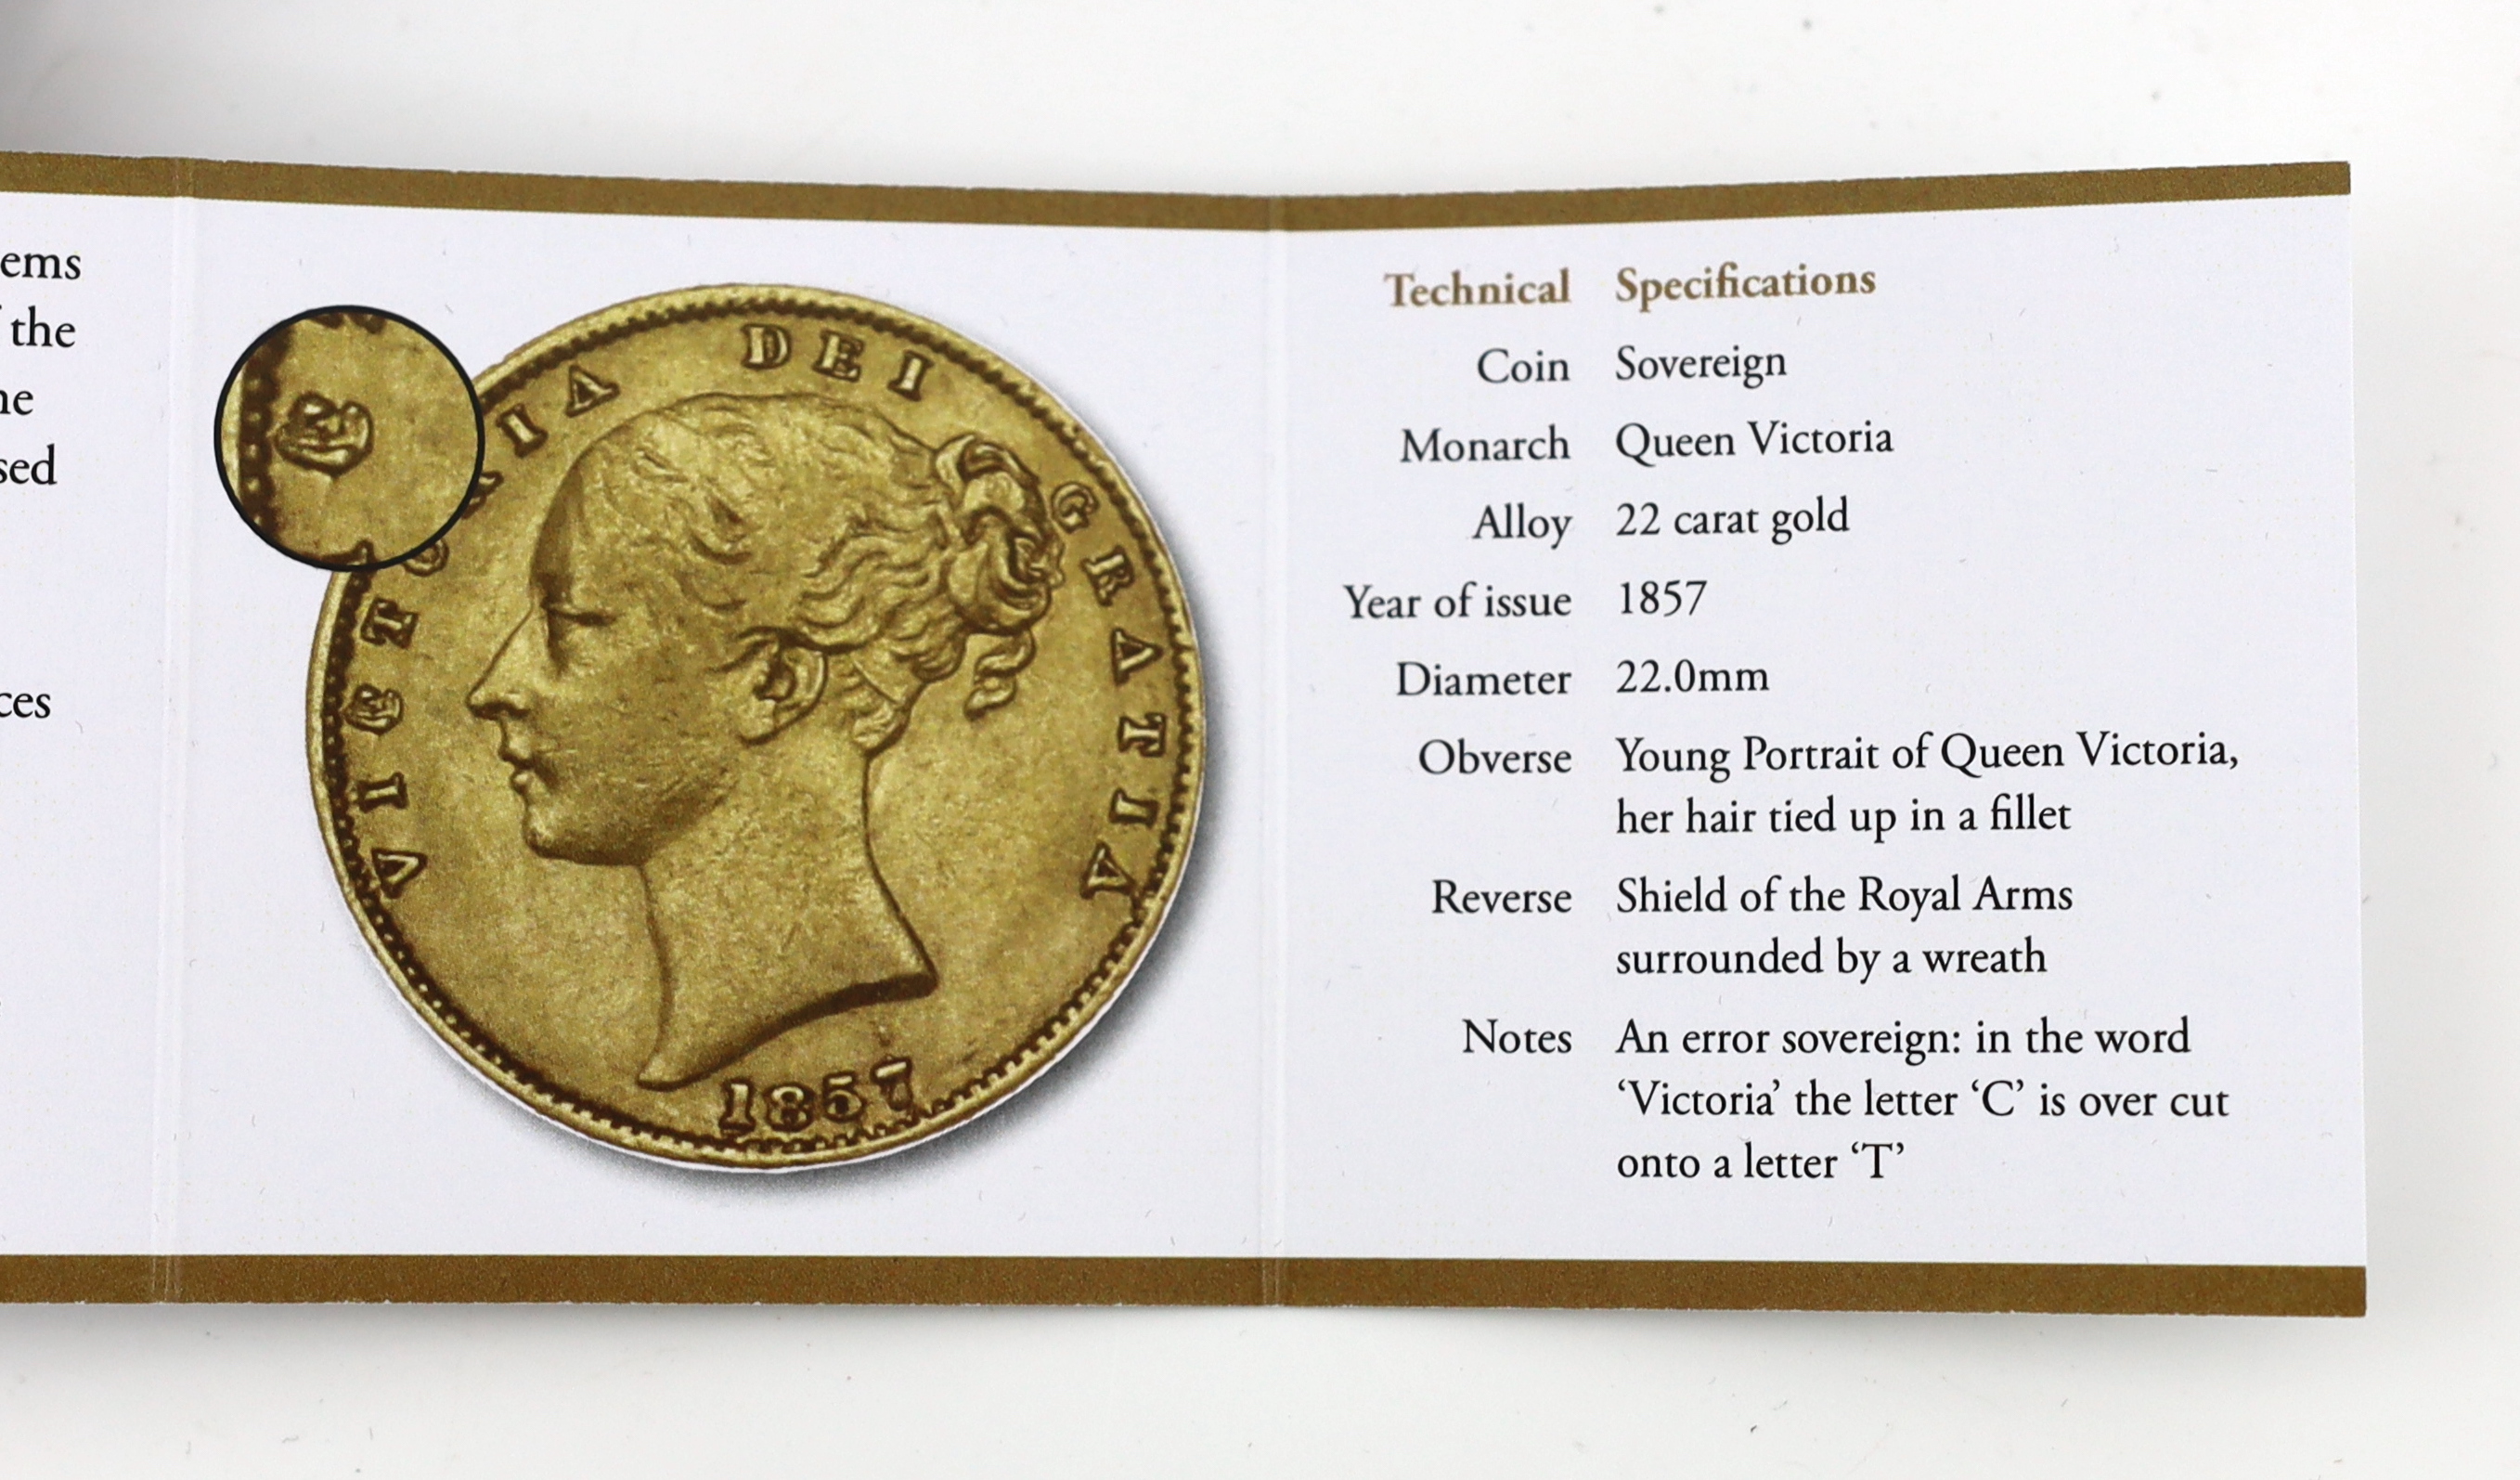 ems
the
ne
sed
ces
VICTORIA DEI GRATIA
1857
Technical Specifications
Coin Sovereign
Monarch Queen Victoria
Alloy 22 carat gold
Year of issue 1857
Diameter 22.0mm
Obverse Young Portrait of Queen Victoria,
her hair tied up in a fillet
Reverse Shield of the Royal Arms
surrounded by a wreath
Notes An error sovereign: in the word
‘Victoria’ the letter ‘C’ is over cut
onto a letter ‘T’